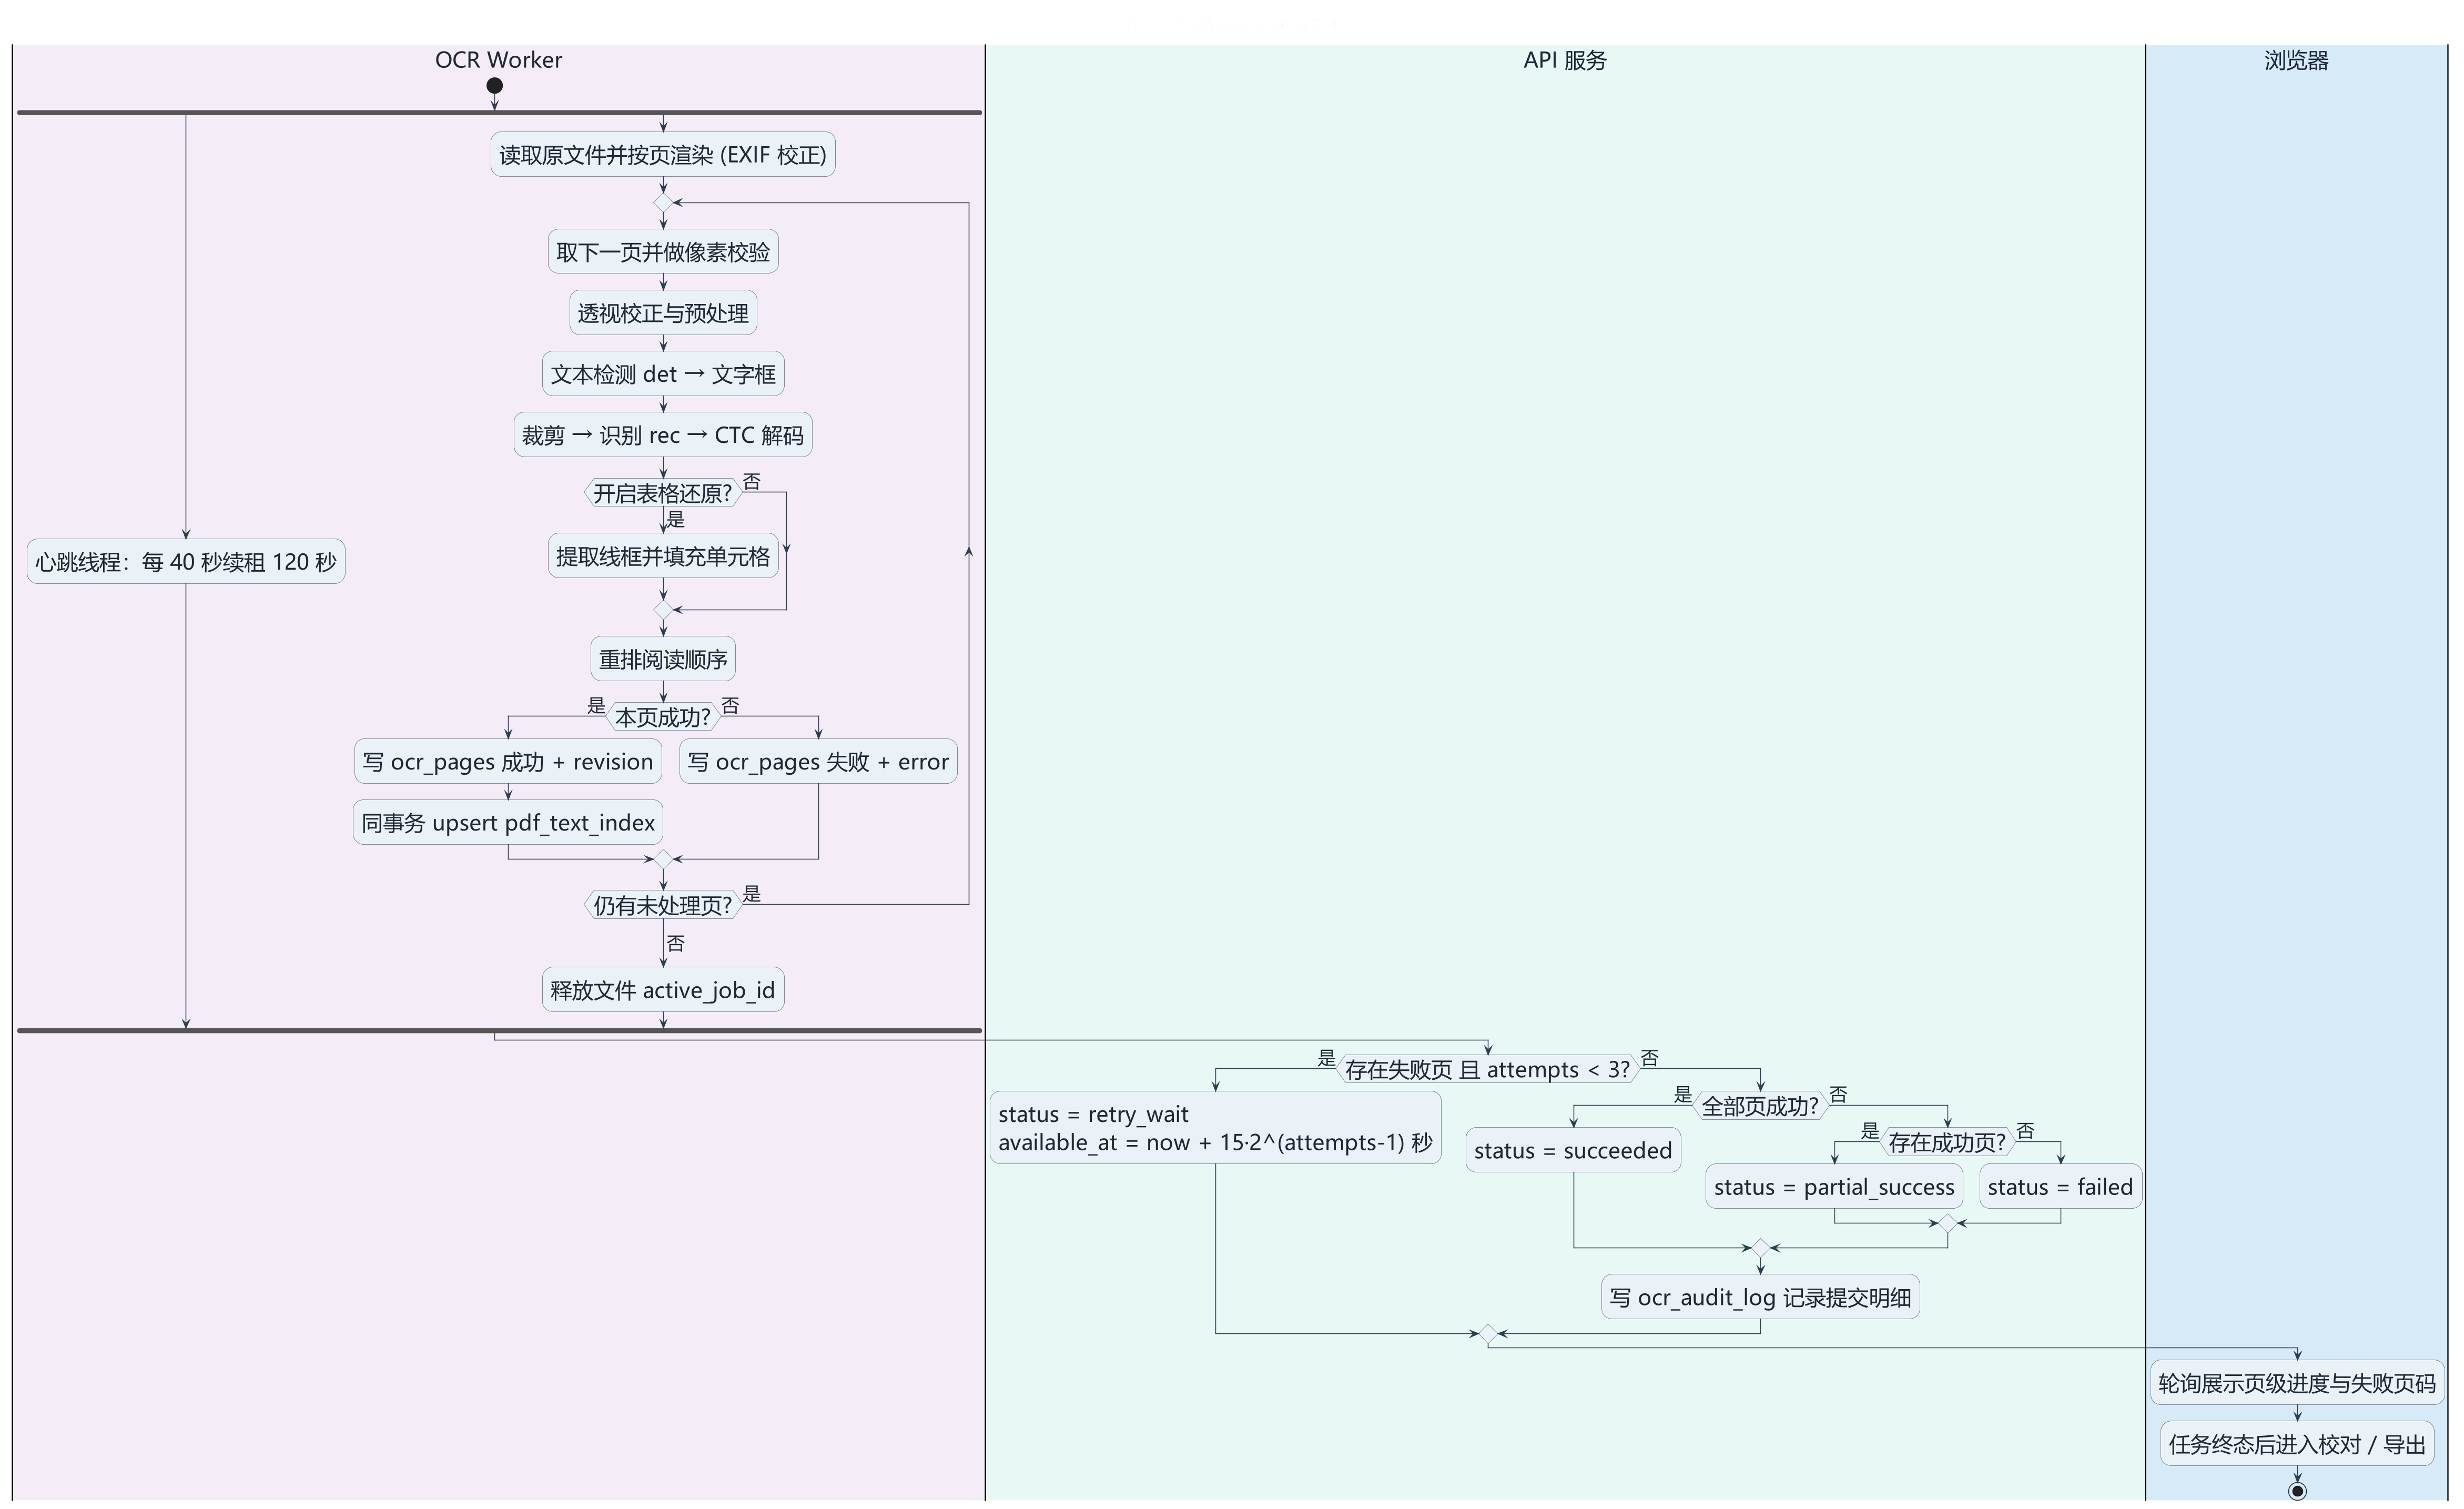 OCR Worker
API 服务
浏览器
读取原文件并按页渲染 (EXIF 校正)
取下一页并做像素校验
透视校正与预处理
文本检测 det → 文字框
裁剪 → 识别 rec → CTC 解码
开启表格还原?
否
是
心跳线程：每 40 秒续租 120 秒
提取线框并填充单元格
重排阅读顺序
是
本页成功?
否
写 ocr_pages 成功 + revision
写 ocr_pages 失败 + error
同事务 upsert pdf_text_index
仍有未处理页?
是
否
释放文件 active_job_id
是
存在失败页 且 attempts < 3?
否
status = retry_wait
available_at = now + 15·2^(attempts-1) 秒
是
全部页成功?
否
status = succeeded
是
存在成功页?
否
status = partial_success
status = failed
写 ocr_audit_log 记录提交明细
轮询展示页级进度与失败页码
任务终态后进入校对 / 导出